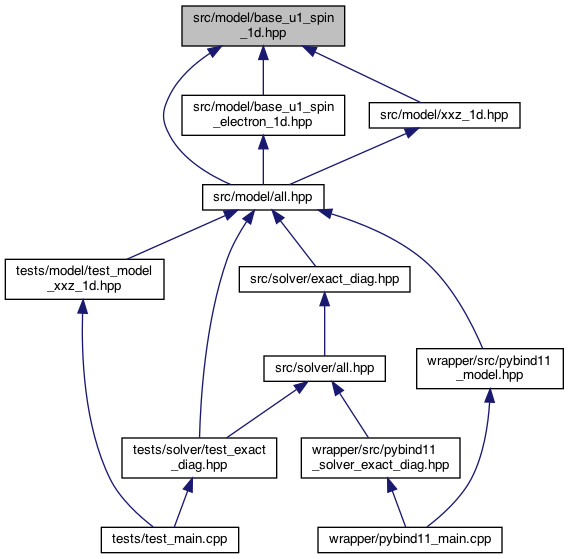 src/model/base_u1_spin
_1d.hpp
src/model/base_u1_spin
_electron_1d.hpp
src/model/xxz_1d.hpp
src/model/all.hpp
tests/model/test_model
_xxz_1d.hpp
src/solver/exact_diag.hpp
src/solver/all.hpp
wrapper/src/pybind11
_model.hpp
tests/solver/test_exact
_diag.hpp
wrapper/src/pybind11
_solver_exact_diag.hpp
tests/test_main.cpp
wrapper/pybind11_main.cpp